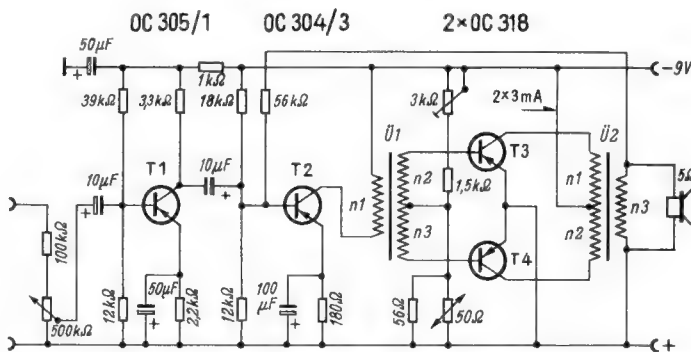 OC 305/1 OC 304/3 2×OC 318
50µF
+
1kΩ
-9V
39kΩ 3,3kΩ 18kΩ 56kΩ 3kΩ 2×3mA
Ü1 Ü2
10µF T1 10µF T2 T3 5Ω
+ +
n2 n1
1,5kΩ
n1 n3
100kΩ n3 n2
T4
50µF 100µF
500kΩ 12kΩ + 2,2kΩ 12kΩ + 180Ω 56Ω 50Ω
+